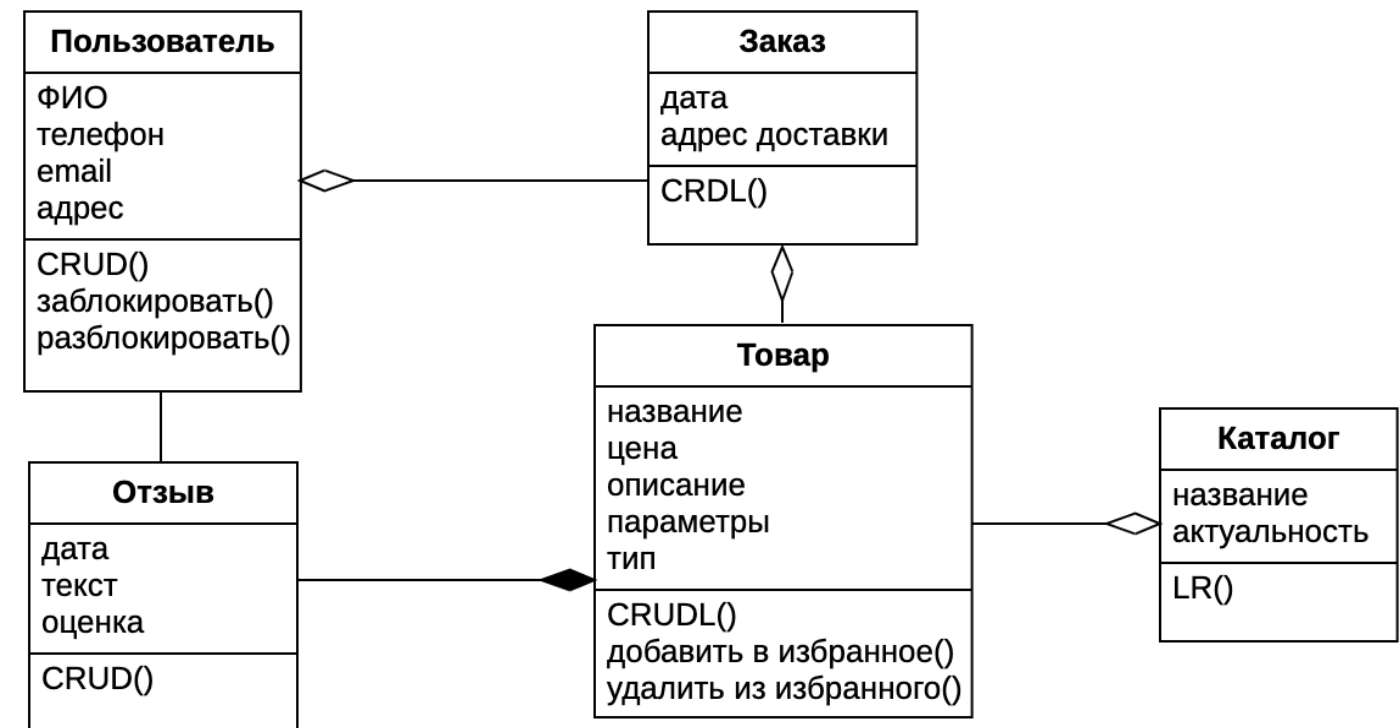 Пользователь
ФИО
телефон
email
адрес
CRUD()
заблокировать()
разблокировать()
Заказ
дата
адрес доставки
CRDL()
Товар
название
цена
описание
параметры
тип
CRUDL()
добавить в избранное()
удалить из избранного()
Каталог
название
актуальность
LR()
Отзыв
дата
текст
оценка
CRUD()